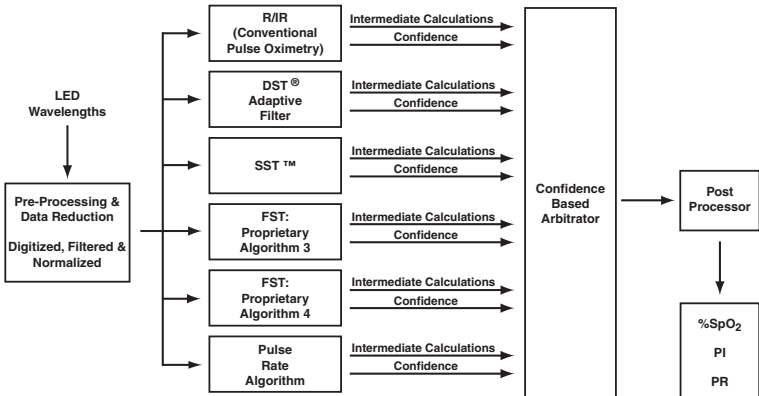 LED
Wavelengths
Pre-Processing &
Data Reduction
Digitized, Filtered &
Normalized
R/IR
(Conventional
Pulse Oximetry)
Intermediate Calculations
Confidence
DST ®
Adaptive
Filter
Intermediate Calculations
Confidence
SST ™
Intermediate Calculations
Confidence
FST:
Proprietary
Algorithm 3
Intermediate Calculations
Confidence
FST:
Proprietary
Algorithm 4
Intermediate Calculations
Confidence
Pulse
Rate
Algorithm
Intermediate Calculations
Confidence
Confidence
Based
Arbitrator
Post
Processor
%SpO₂
PI
PR